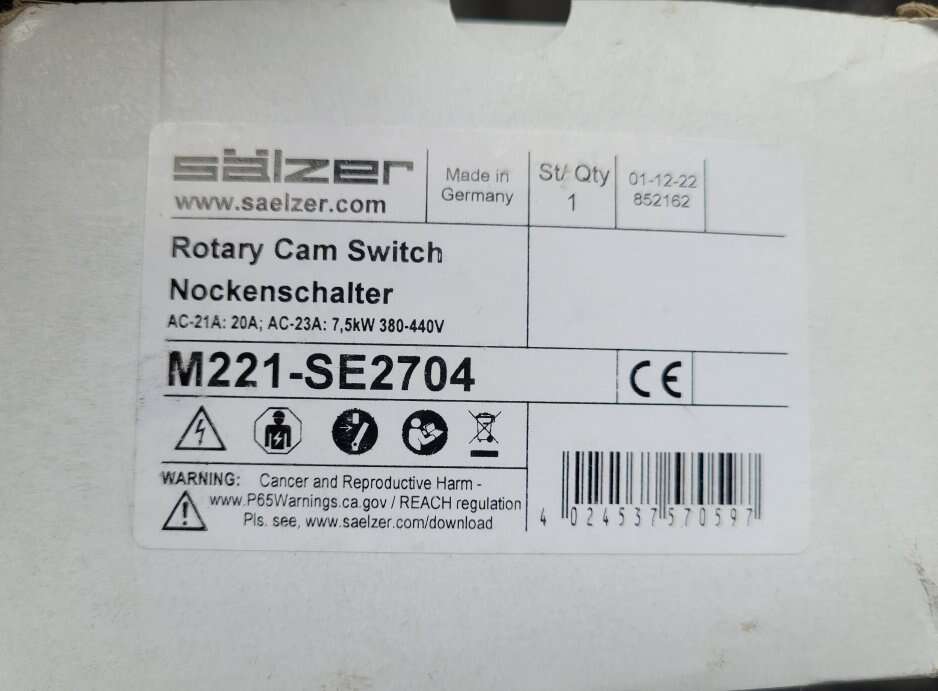 sälzer
www.saelzer.com
Made in
Germany
St/ Qty
1
01-12-22
852162
Rotary Cam Switch
Nockenschalter
AC-21A: 20A; AC-23A: 7,5kW 380-440V
M221-SE2704
CE
WARNING: Cancer and Reproductive Harm -
www.P65Warnings.ca.gov / REACH regulation
Pls. see, www.saelzer.com/download
4 024537 570597